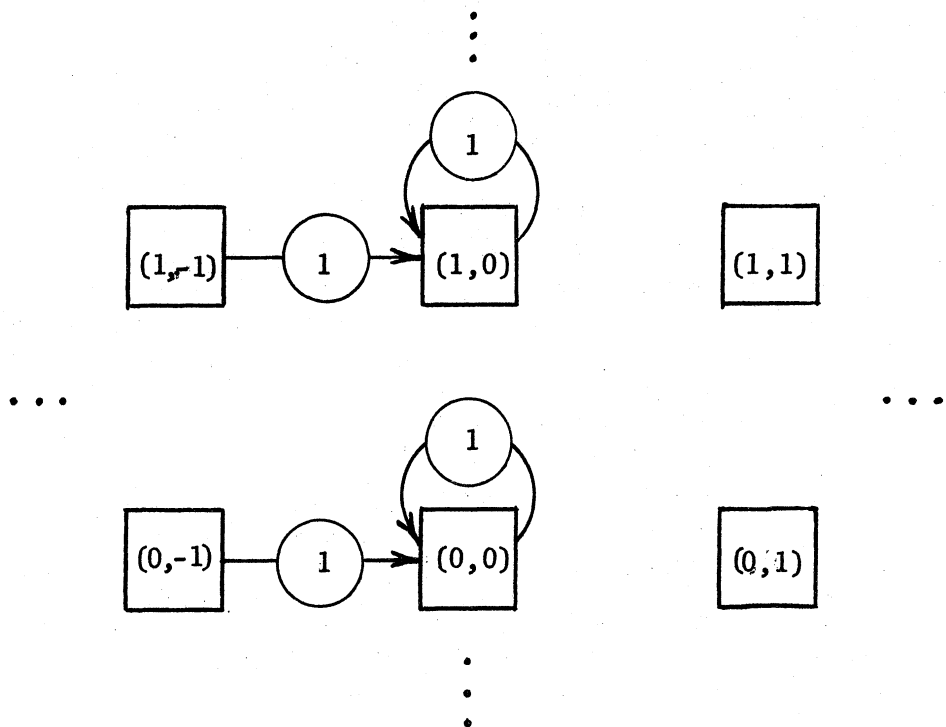 1
(1,-1) 1 (1,0) (1,1)
1
(0,-1) 1 (0,0) (0,1)